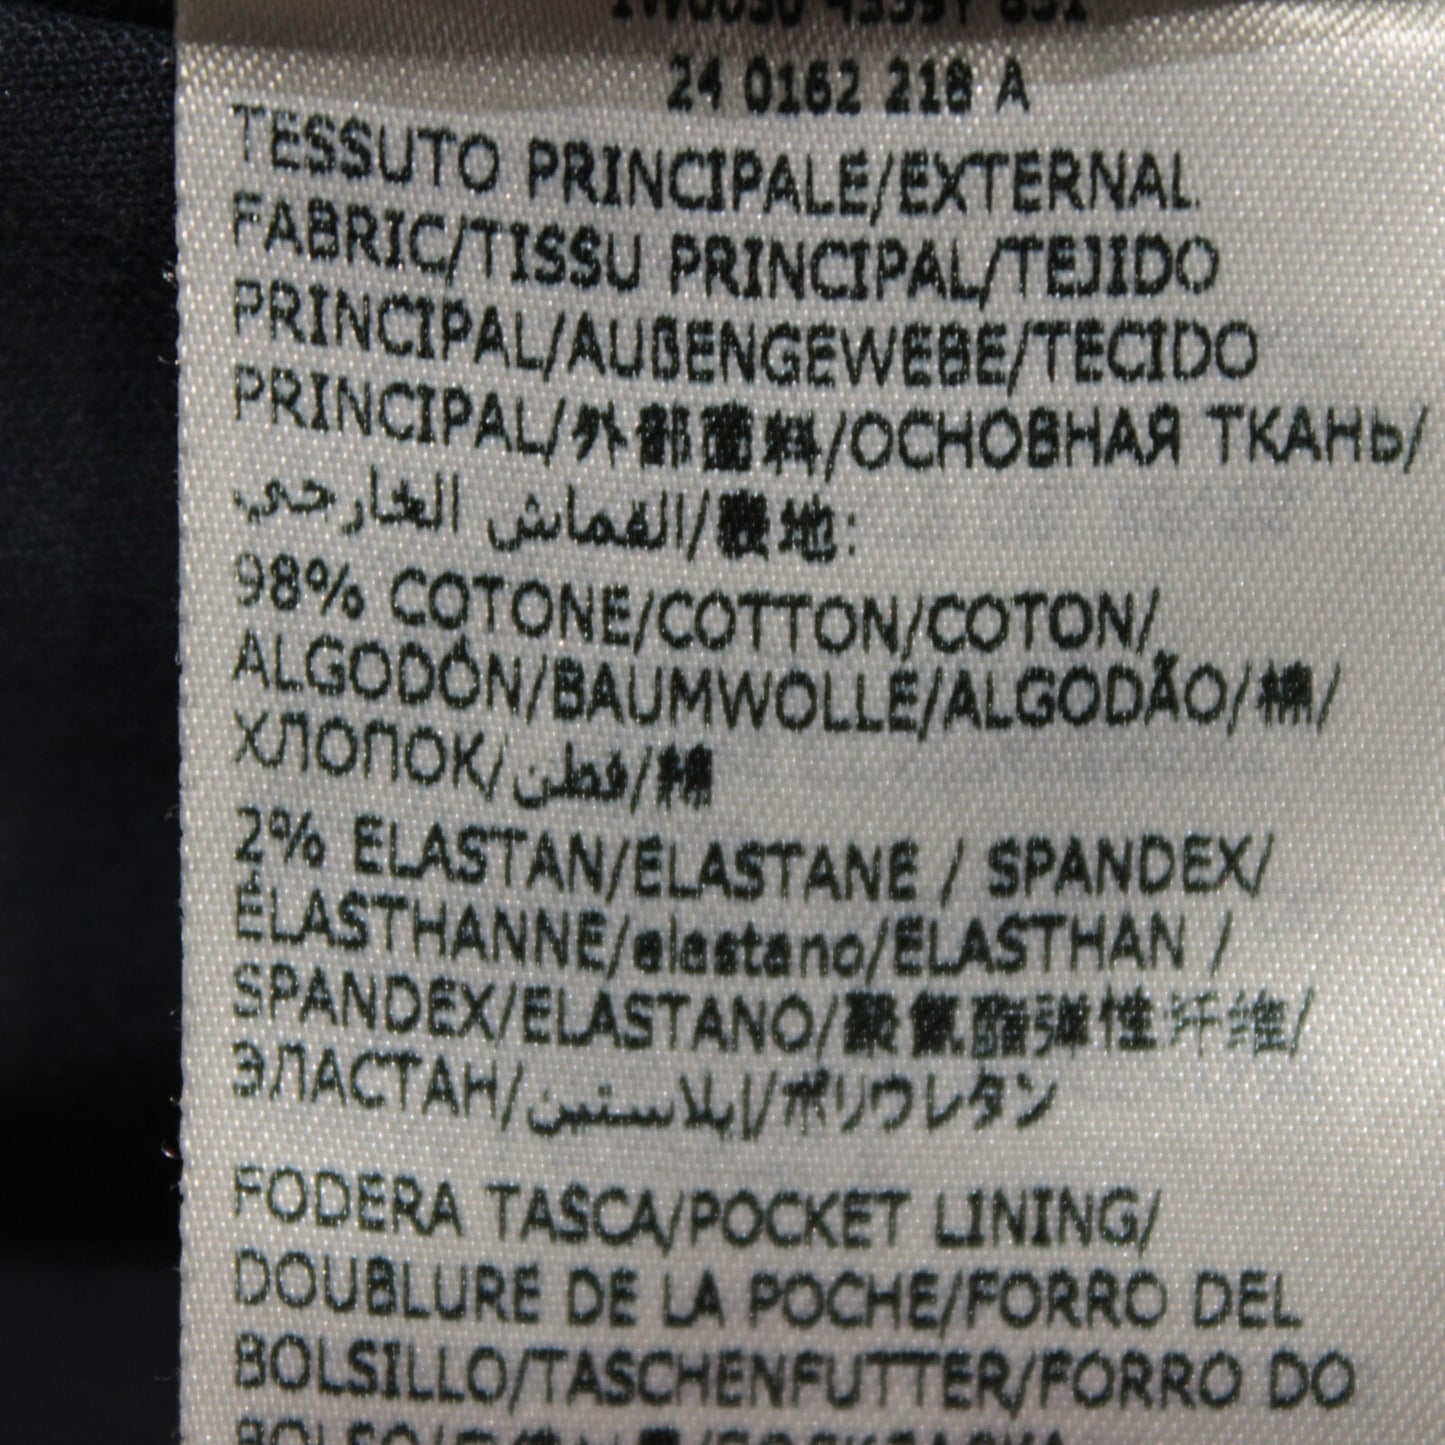 24 0162 218 A
TESSUTO PRINCIPALE/EXTERNAL
FABRIC/TISSU PRINCIPAL/TEJIDO
PRINCIPAL/AUßENGEWEBE/TECIDO
PRINCIPAL/外部面料/ОСНОВНАЯ ТКАНЬ/
القماش الخارجي/表地:
98% COTONE/COTTON/COTON/
ALGODÓN/BAUMWOLLE/ALGODÃO/棉/
ХЛОПОК/قطن/綿
2% ELASTAN/ELASTANE / SPANDEX/
ÉLASTHANNE/elastano/ELASTHAN /
SPANDEX/ELASTANO/聚氨酯弹性纤维/
ЭЛАСТАН/إيلاستين/ポリウレタン
FODERA TASCA/POCKET LINING/
DOUBLURE DE LA POCHE/FORRO DEL
BOLSILLO/TASCHENFUTTER/FORRO DO